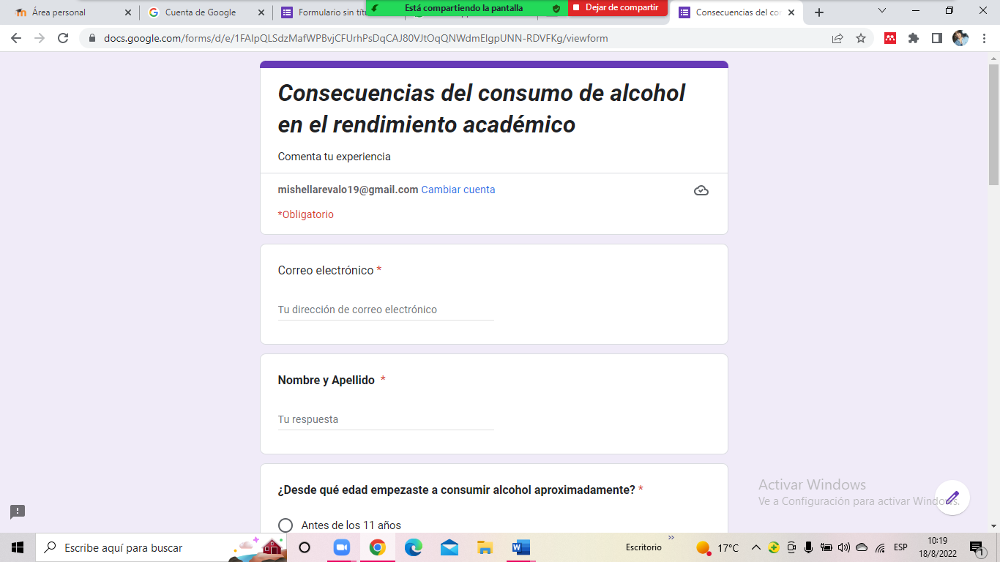 Área personal
Cuenta de Google
Formulario sin títu
Está compartiendo la pantalla
Dejar de compartir
Consecuencias del co
docs.google.com/forms/d/e/1FAIpQLSdzMafWPBvjCFUrhPsDqCAJ80VJtOqQNWdmEIgpUNN-RDVFKg/viewform
Consecuencias del consumo de alcohol
en el rendimiento académico
Comenta tu experiencia
mishellarevalo19@gmail.com Cambiar cuenta
*Obligatorio
Correo electrónico *
Tu dirección de correo electrónico
Nombre y Apellido *
Tu respuesta
¿Desde qué edad empezaste a consumir alcohol aproximadamente? *
Antes de los 11 años
Activar Windows
Ve a Configuración para activar Windows.
Escribe aquí para buscar
Escritorio
17°C
ESP
10:19
18/8/2022
1